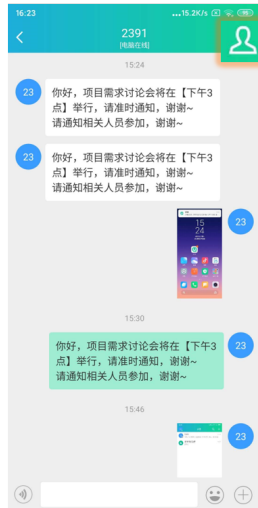 16:23
...15.2K/s
2391
[电脑在线]
15:24
23
你好，项目需求讨论会将在【下午3
点】举行，请准时通知，谢谢~
请通知相关人员参加，谢谢~
23
你好，项目需求讨论会将在【下午3
点】举行，请准时通知，谢谢~
请通知相关人员参加，谢谢~
15
24
23
15:30
你好，项目需求讨论会将在【下午3
点】举行，请准时通知，谢谢~
请通知相关人员参加，谢谢~
23
15:46
23